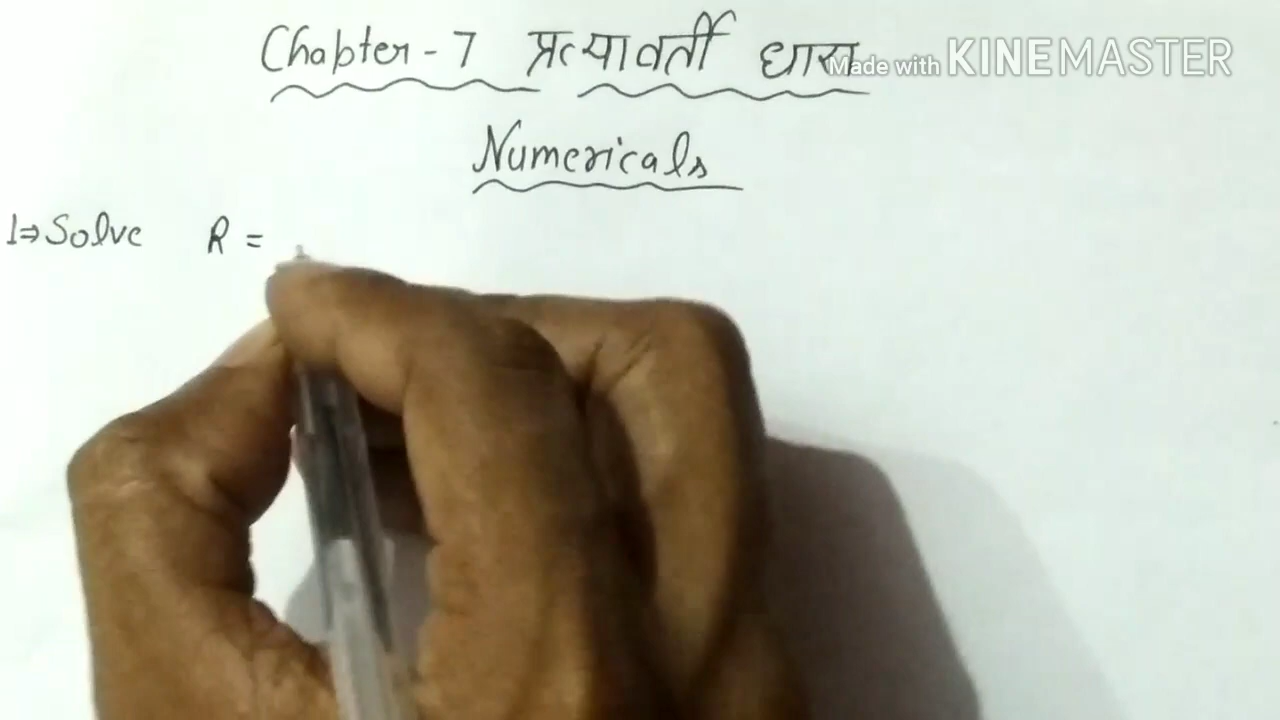 Chapter - 7 प्रत्यावर्ती धारा
Made with KINEMASTER
Numericals
1⇒ Solve R =